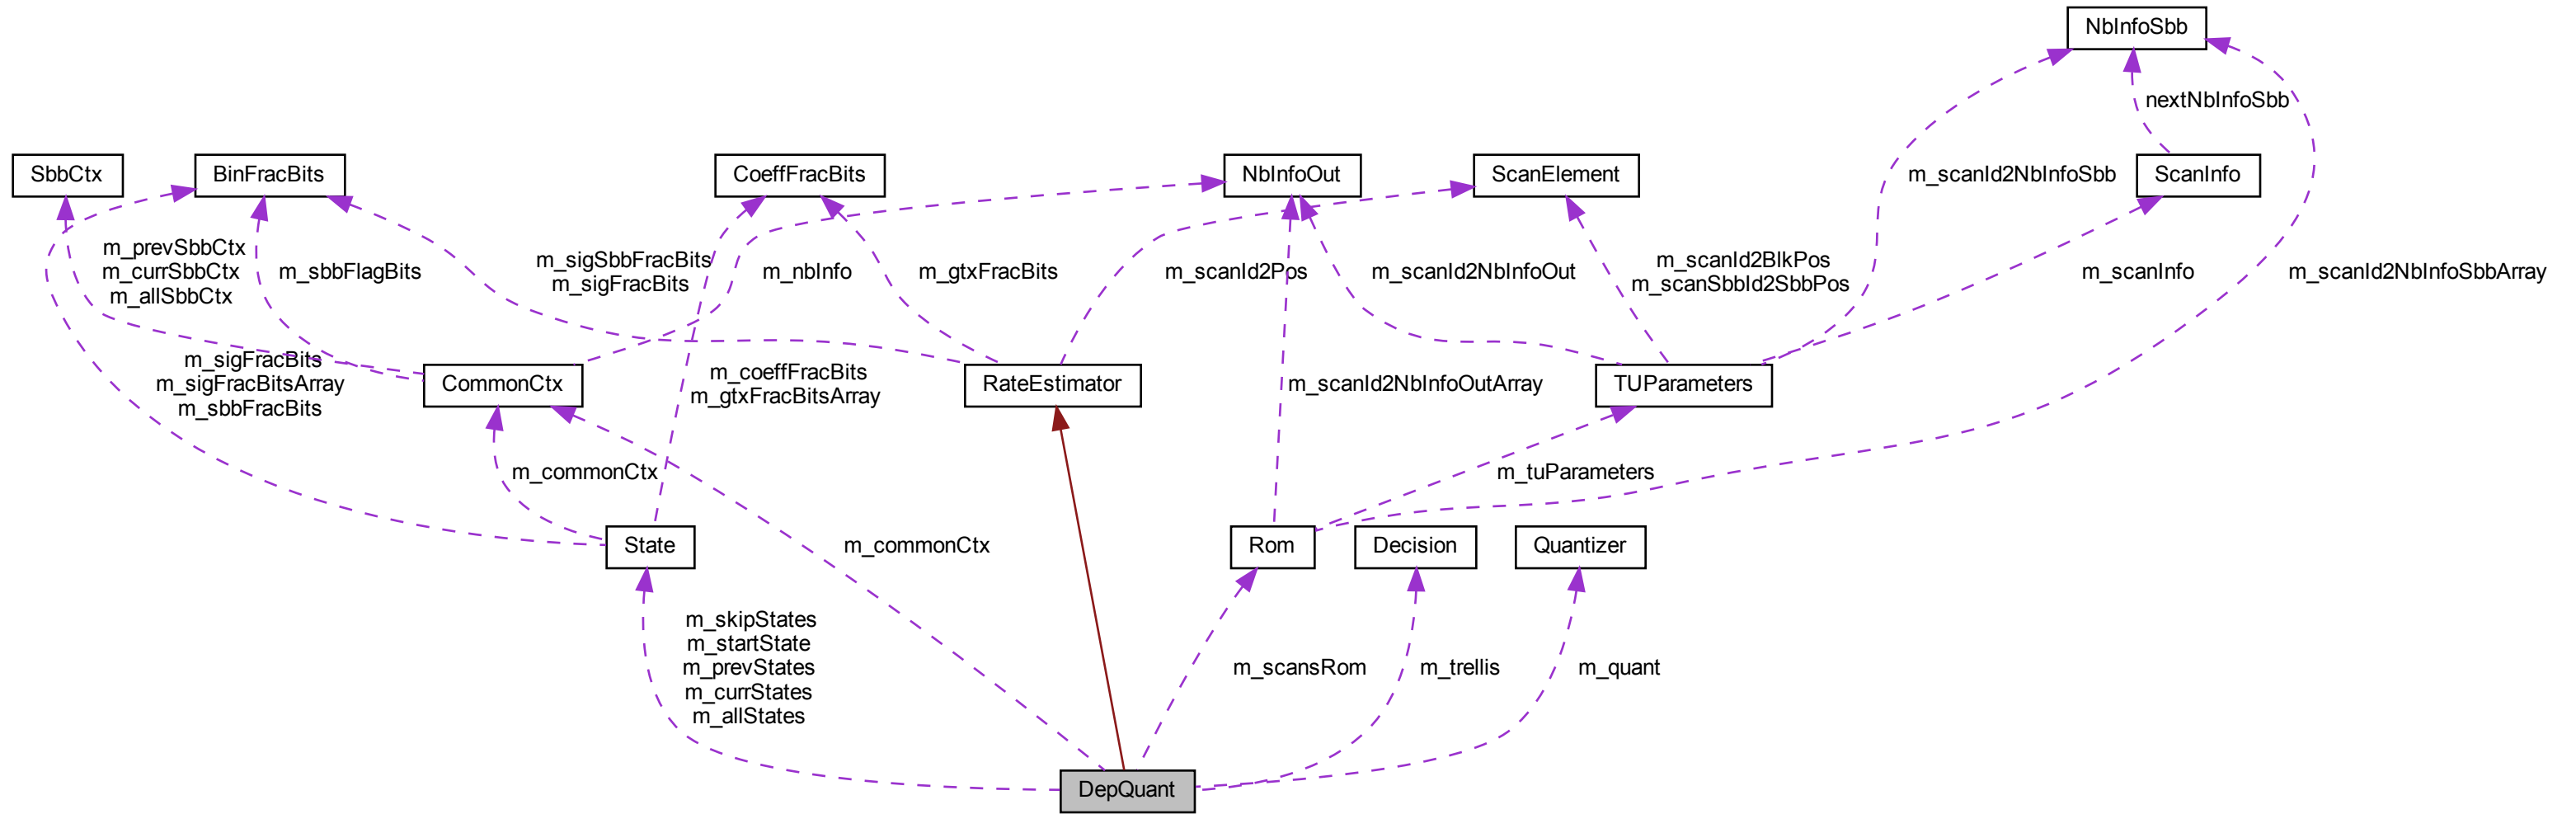 NbInfoSbb
nextNbInfoSbb
SbbCtx
BinFracBits
CoeffFracBits
NbInfoOut
ScanElement
m_scanId2NbInfoSbb
ScanInfo
m_prevSbbCtx
m_currSbbCtx
m_allSbbCtx
m_sbbFlagBits
m_sigSbbFracBits
m_sigFracBits
m_nbInfo
m_gtxFracBits
m_scanId2Pos
m_scanId2NbInfoOut
m_scanId2BlkPos
m_scanSbbId2SbbPos
m_scanInfo
m_scanId2NbInfoSbbArray
m_sigFracBits
m_sigFracBitsArray
m_sbbFracBits
CommonCtx
m_coeffFracBits
m_gtxFracBitsArray
RateEstimator
m_scanId2NbInfoOutArray
TUParameters
m_commonCtx
m_tuParameters
State
m_commonCtx
Rom
Decision
Quantizer
m_skipStates
m_startState
m_prevStates
m_currStates
m_allStates
m_scansRom
m_trellis
m_quant
DepQuant